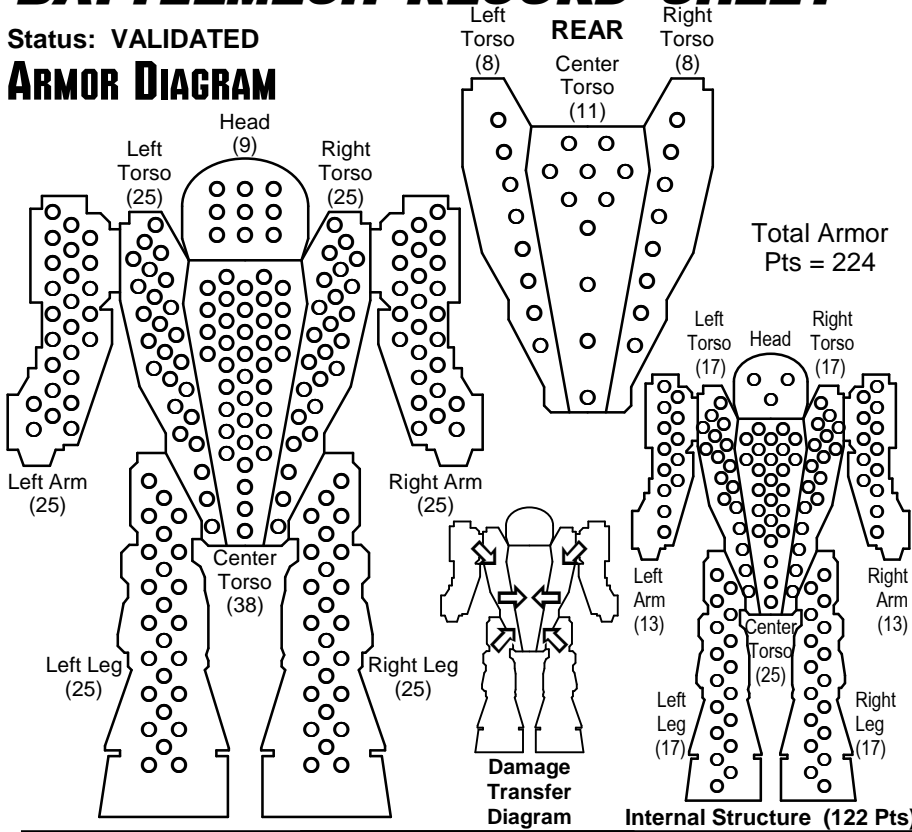 BATTLEMECH RECORD SHEET
Status: VALIDATED
ARMOR DIAGRAM
Head
(9)
Left
Torso
(25)
Right
Torso
(25)
Left Arm
(25)
Right Arm
(25)
Center
Torso
(38)
Left Leg
(25)
Right Leg
(25)
REAR
Left
Torso
(8)
Center
Torso
(11)
Right
Torso
(8)
Total Armor
Pts = 224
Left
Torso
(17)
Head
Right
Torso
(17)
Left
Arm
(13)
Right
Arm
(13)
Center
Torso
(25)
Left
Leg
(17)
Right
Leg
(17)
Damage
Transfer
Diagram
Internal Structure (122 Pts)